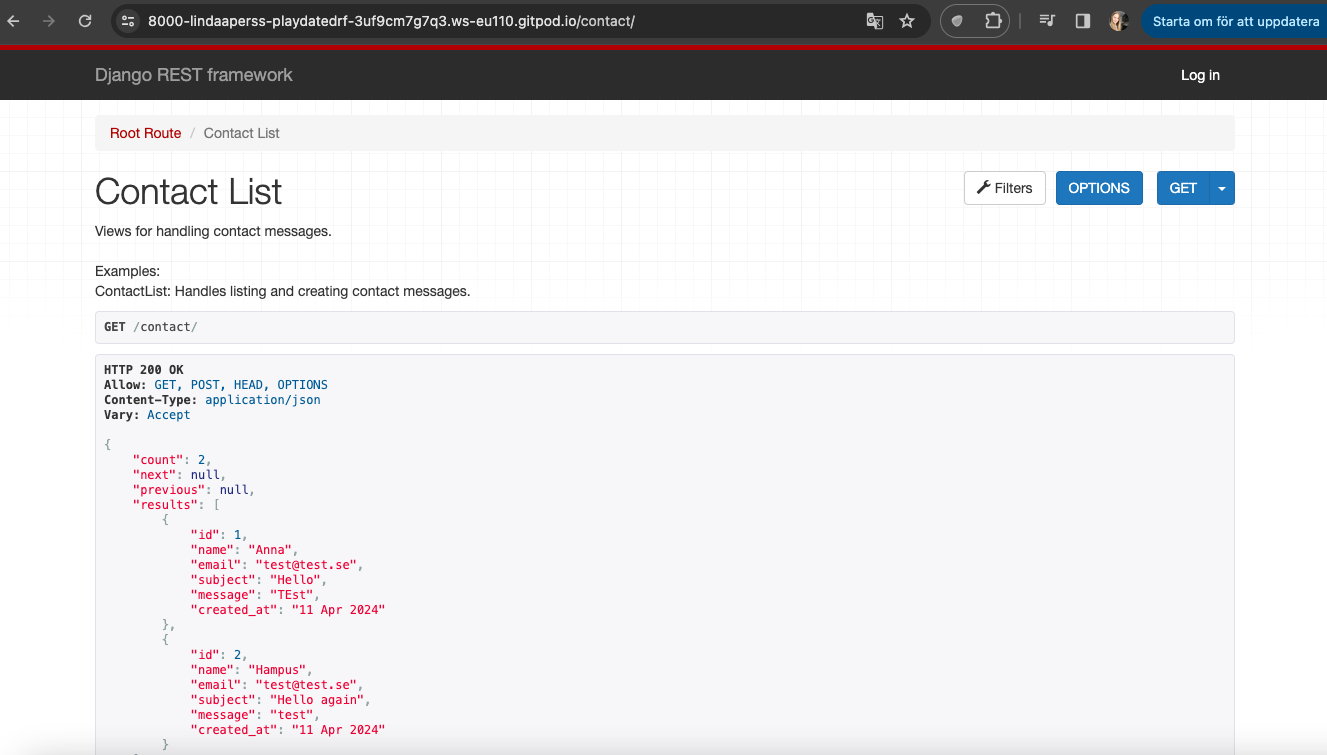 8000-lindaaperss-playdatedrf-3uf9cm7g7q3.ws-eu110.gitpod.io/contact/
Starta om för att uppdatera
Django REST framework
Log in
Root Route / Contact List
Contact List
Filters
OPTIONS
GET
Views for handling contact messages.
Examples:
ContactList: Handles listing and creating contact messages.
GET /contact/
HTTP 200 OK
Allow: GET, POST, HEAD, OPTIONS
Content-Type: application/json
Vary: Accept
{
"count": 2,
"next": null,
"previous": null,
"results": [
{
"id": 1,
"name": "Anna",
"email": "test@test.se",
"subject": "Hello",
"message": "TEst",
"created_at": "11 Apr 2024"
},
{
"id": 2,
"name": "Hampus",
"email": "test@test.se",
"subject": "Hello again",
"message": "test",
"created_at": "11 Apr 2024"
}